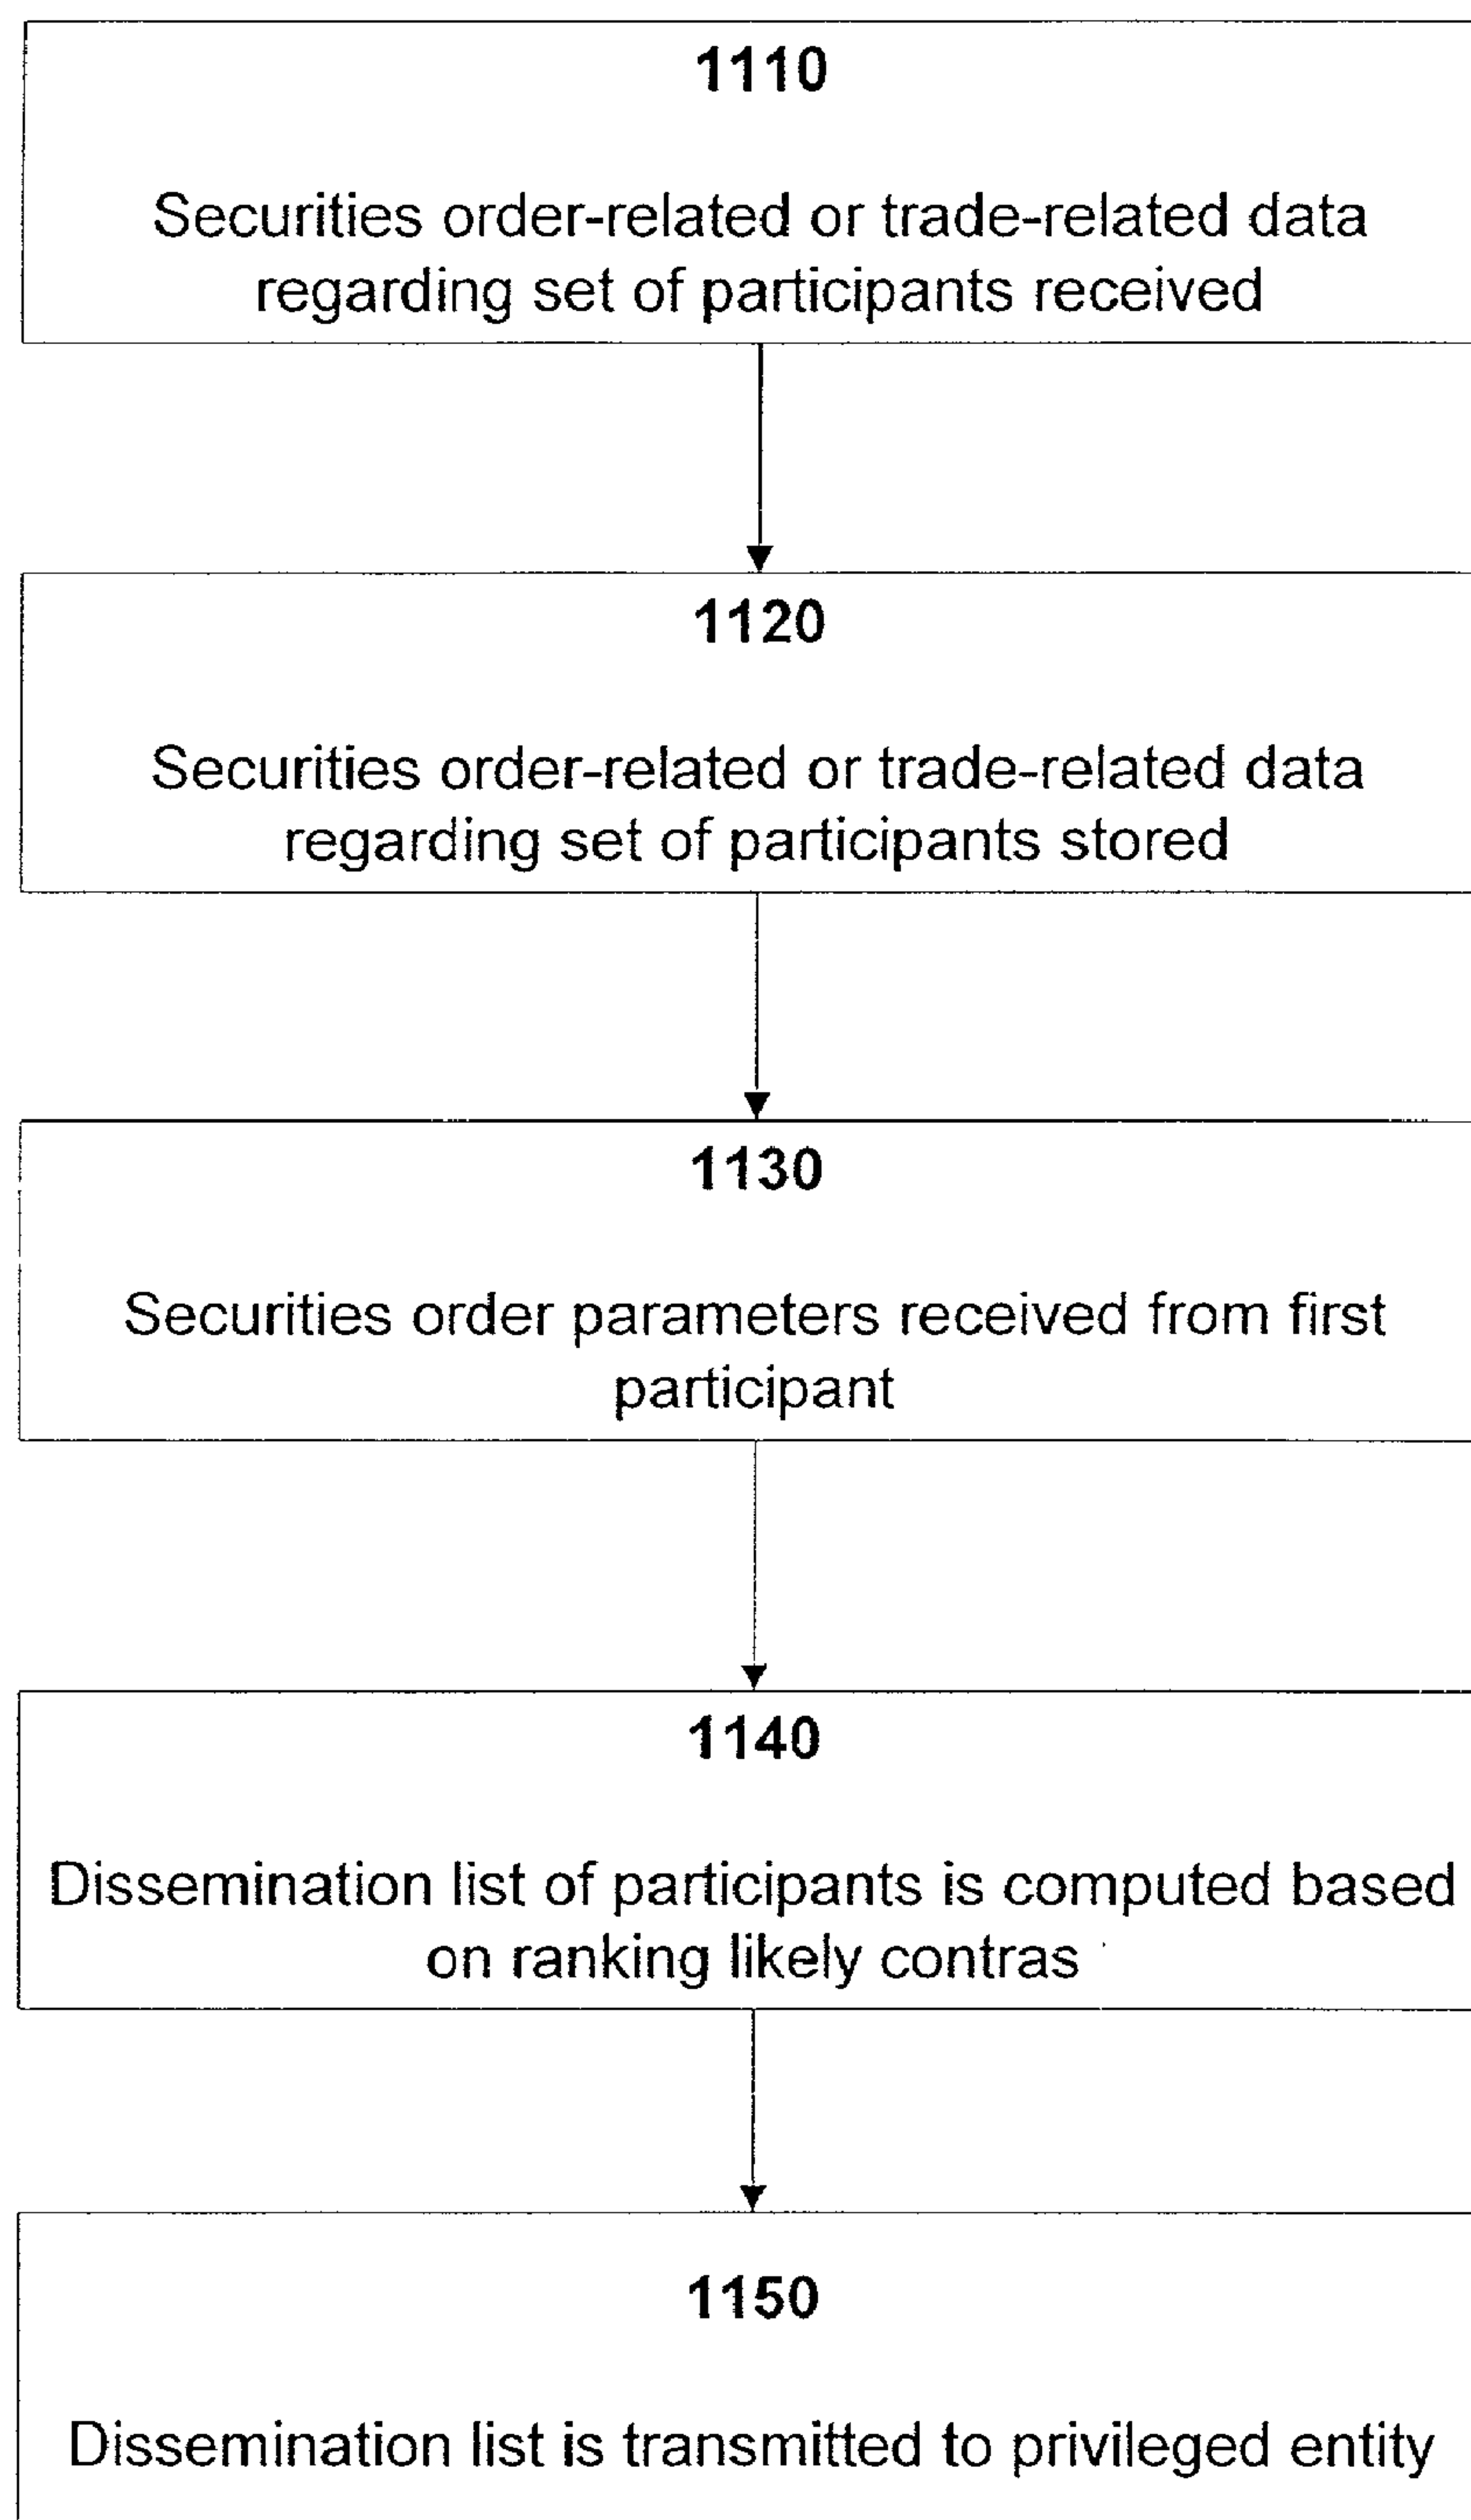 1110
Securities order-related or trade-related data
regarding set of participants received
1120
Securities order-related or trade-related data
regarding set of participants stored
1130
Securities order parameters received from first
participant
1140
Dissemination list of participants is computed based
on ranking likely contras
1150
Dissemination list is transmitted to privileged entity